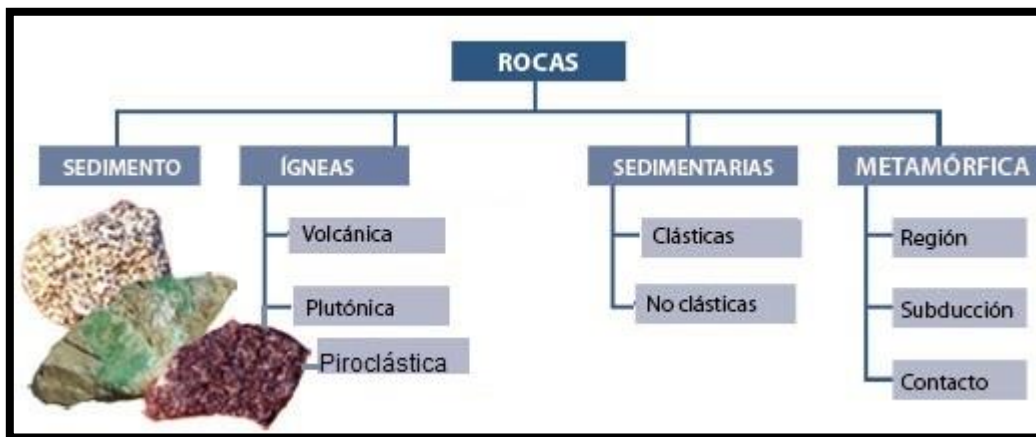 ROCAS
SEDIMENTO
ÍGNEAS
SEDIMENTARIAS
METAMÓRFICA
Volcánica
Plutónica
Piroclástica
Clásticas
No clásticas
Región
Subducción
Contacto